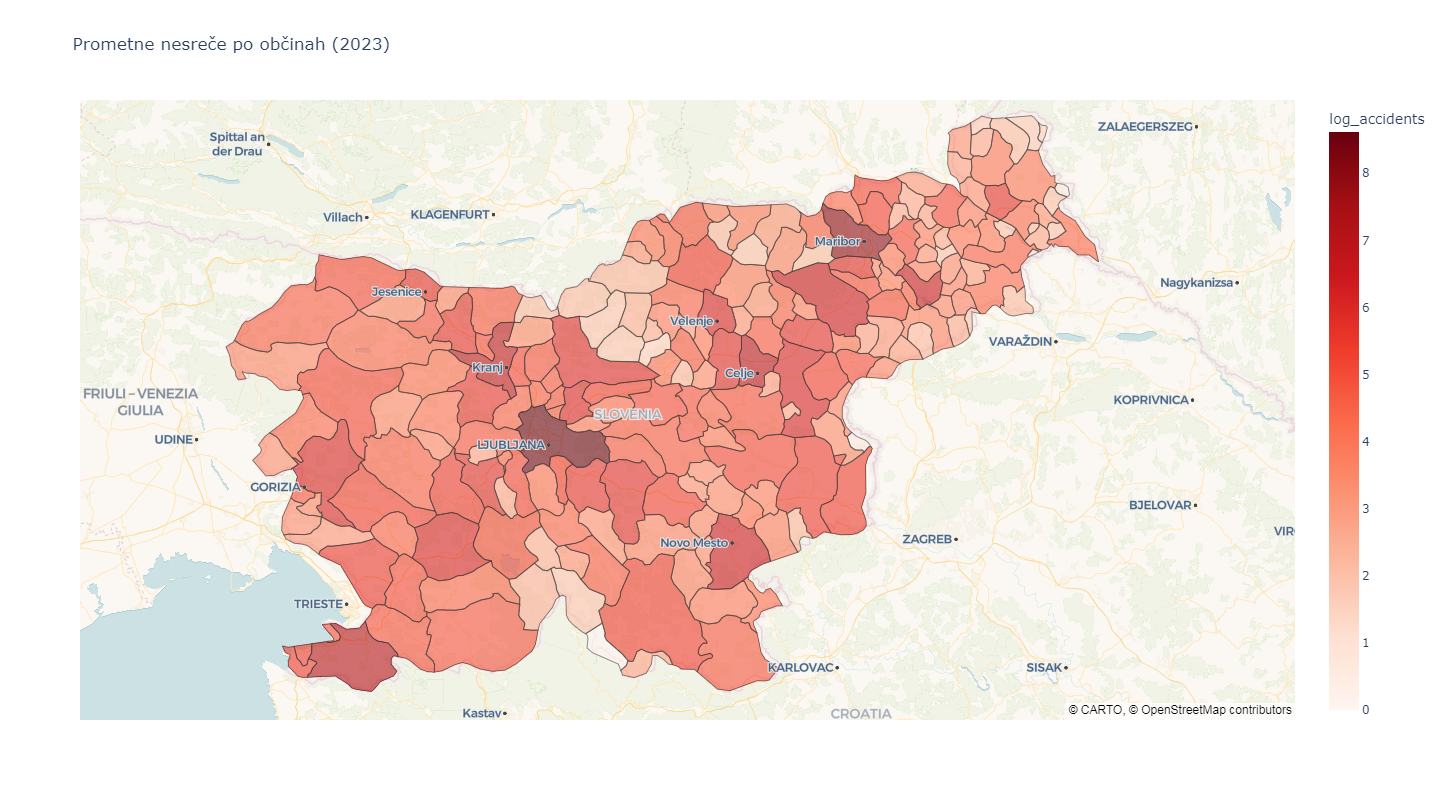 Prometne nesreče po občinah (2023)
log_accidents
8
7
6
5
4
3
2
1
0
Spittal an
der Drau
ZALAEGERSZEG
Villach
KLAGENFURT
Maribor
Jesenice
Nagykanizsa
Velenje
VARAŽDIN
Kranj
Celje
FRIULI – VENEZIA
GIULIA
KOPRIVNICA
SLOVENIA
UDINE
LJUBLJANA
GORIZIA
BJELOVAR
VIRO
Novo Mesto
ZAGREB
TRIESTE
KARLOVAC
SISAK
Kastav
CROATIA
© CARTO, © OpenStreetMap contributors